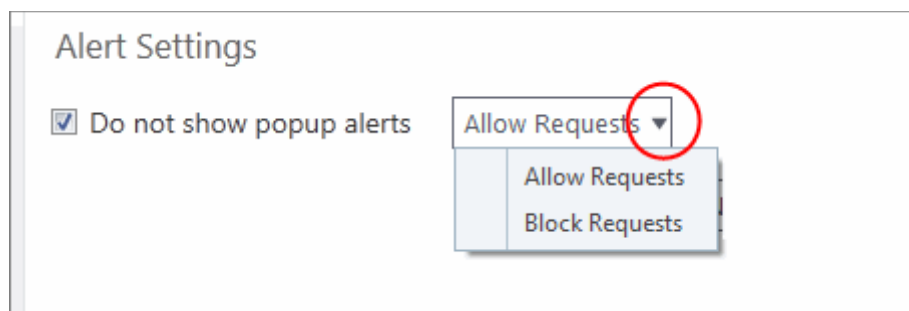 Alert Settings
Do not show popup alerts Allow Requests
Allow Requests
Block Requests